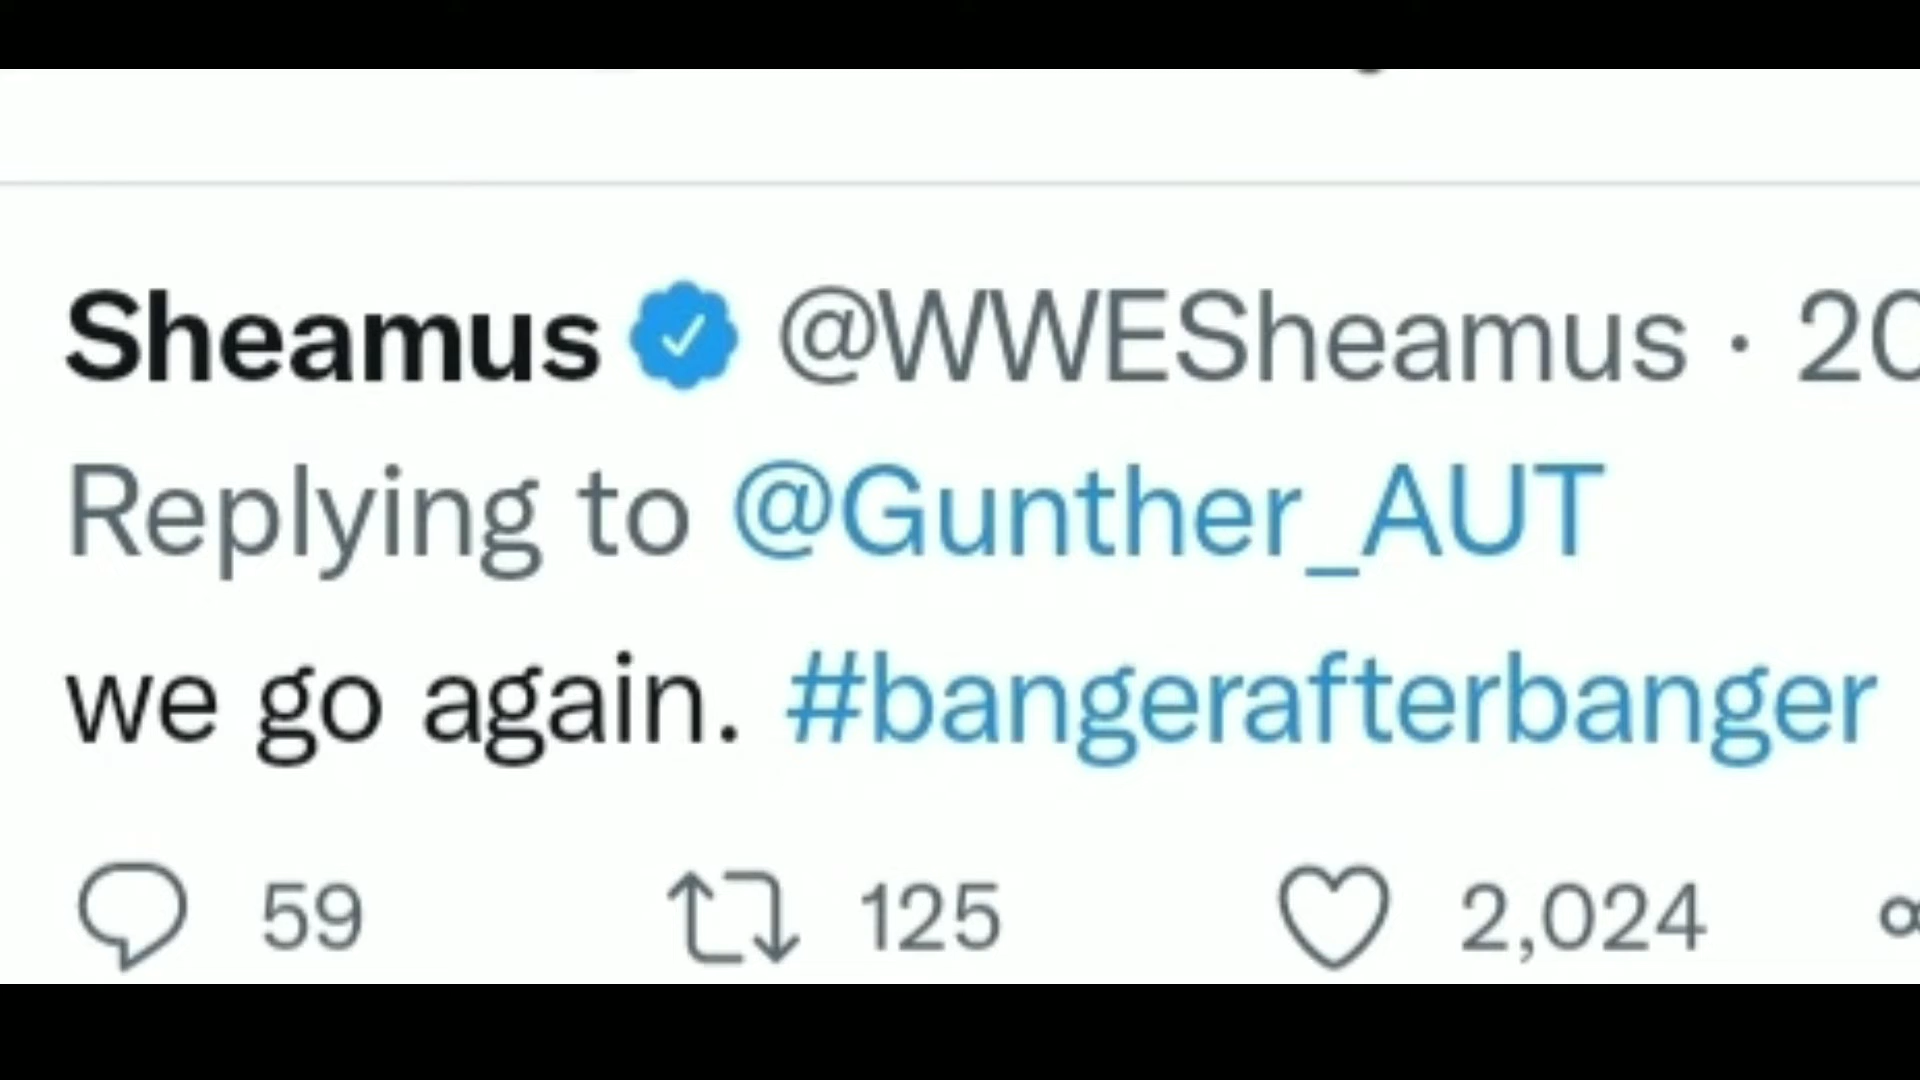 Sheamus @WWESheamus · 20
Replying to @Gunther_AUT
we go again. #bangerafterbanger
59 125 2,024